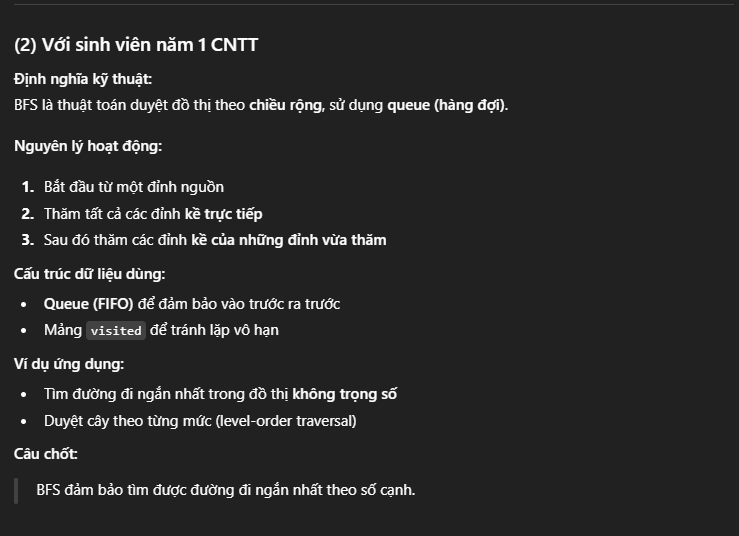 (2) Với sinh viên năm 1 CNTT
Định nghĩa kỹ thuật:
BFS là thuật toán duyệt đồ thị theo chiều rộng, sử dụng queue (hàng đợi).
Nguyên lý hoạt động:
1. Bắt đầu từ một đỉnh nguồn
2. Thăm tất cả các đỉnh kề trực tiếp
3. Sau đó thăm các đỉnh kề của những đỉnh vừa thăm
Cấu trúc dữ liệu dùng:
• Queue (FIFO) để đảm bảo vào trước ra trước
• Mảng visited để tránh lặp vô hạn
Ví dụ ứng dụng:
• Tìm đường đi ngắn nhất trong đồ thị không trọng số
• Duyệt cây theo từng mức (level-order traversal)
Câu chốt:
BFS đảm bảo tìm được đường đi ngắn nhất theo số cạnh.